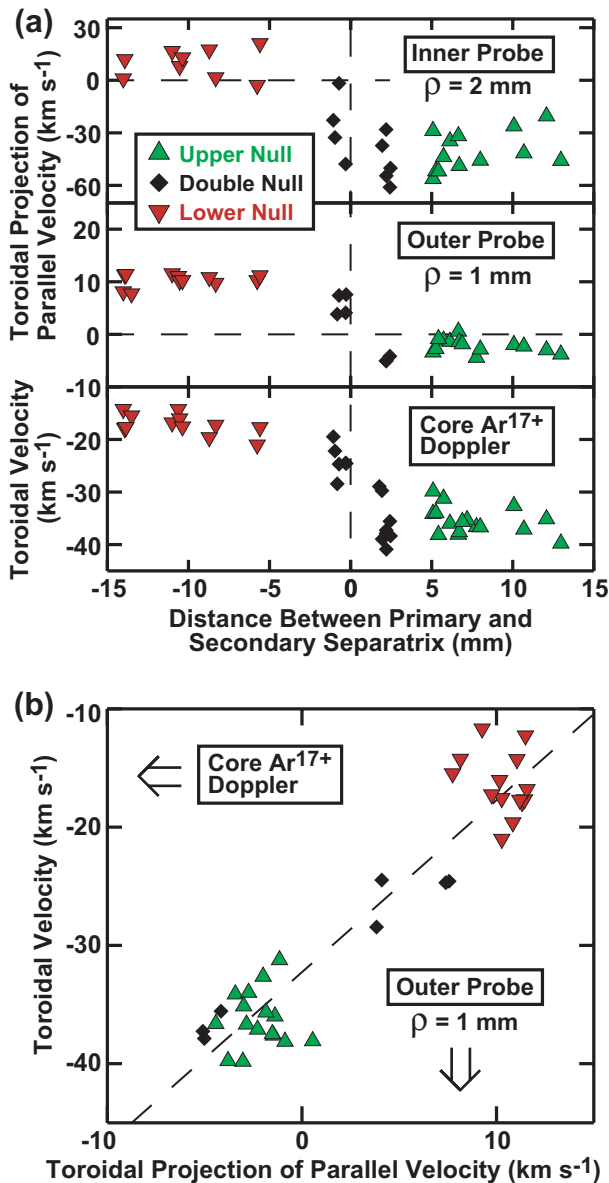 (a)
Toroidal Projection of
Parallel Velocity (km s-1)
30
0
-30
-60
Inner Probe
ρ = 2 mm
Upper Null
Double Null
Lower Null
20
10
0
Outer Probe
ρ = 1 mm
Toroidal Velocity
(km s-1)
-10
-20
-30
-40
Core Ar17+
Doppler
-15
-10
-5
0
5
10
15
Distance Between Primary and
Secondary Separatrix (mm)
(b)
Toroidal Velocity (km s-1)
-10
-20
-30
-40
Core Ar17+
Doppler
Outer Probe
ρ = 1 mm
-10
0
10
Toroidal Projection of Parallel Velocity (km s-1)